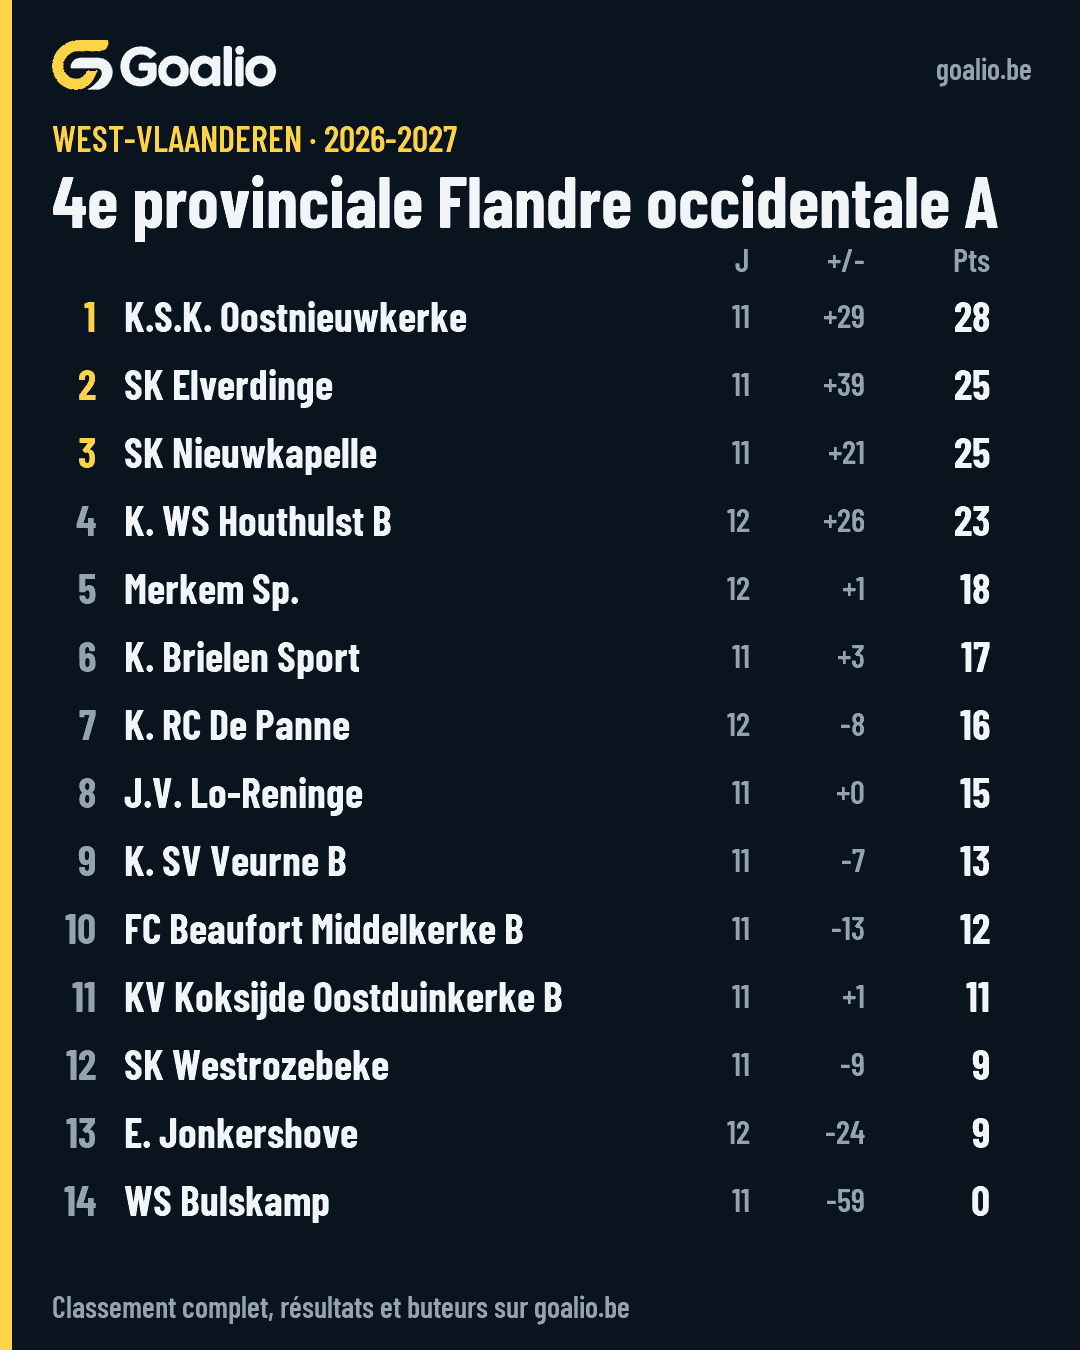 Goalio
goalio.be
WEST-VLAANDEREN · 2026-2027
4e provinciale Flandre occidentale A
J +/- Pts
1 K.S.K. Oostnieuwkerke 11 +29 28
2 SK Elverdinge 11 +39 25
3 SK Nieuwkapelle 11 +21 25
4 K. WS Houthulst B 12 +26 23
5 Merkem Sp. 12 +1 18
6 K. Brielen Sport 11 +3 17
7 K. RC De Panne 12 -8 16
8 J.V. Lo-Reninge 11 +0 15
9 K. SV Veurne B 11 -7 13
10 FC Beaufort Middelkerke B 11 -13 12
11 KV Koksijde Oostduinkerke B 11 +1 11
12 SK Westrozebeke 11 -9 9
13 E. Jonkershove 12 -24 9
14 WS Bulskamp 11 -59 0
Classement complet, résultats et buteurs sur goalio.be